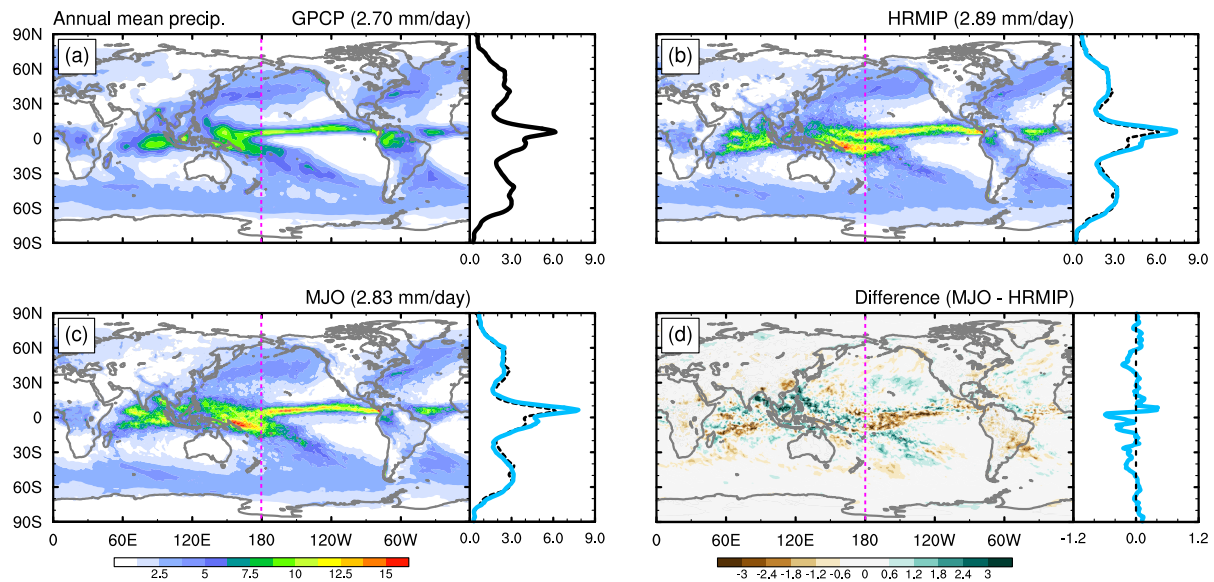 Annual mean precip. GPCP (2.70 mm/day) HRMIP (2.89 mm/day)
90N (a) (b)
60N
30N
0
30S
60S
90S
0.0 3.0 6.0 9.0 0.0 3.0 6.0 9.0
MJO (2.83 mm/day) Difference (MJO - HRMIP)
90N (c) (d)
60N
30N
0
30S
60S
90S
0E 60E 120E 180 120W 60W 0.0 3.0 6.0 9.0 0E 60E 120E 180 120W 60W -1.2 0.0 1.2
2.5 5 7.5 10 12.5 15 -3 -2.4 -1.8 -1.2 -0.6 0 0.6 1.2 1.8 2.4 3